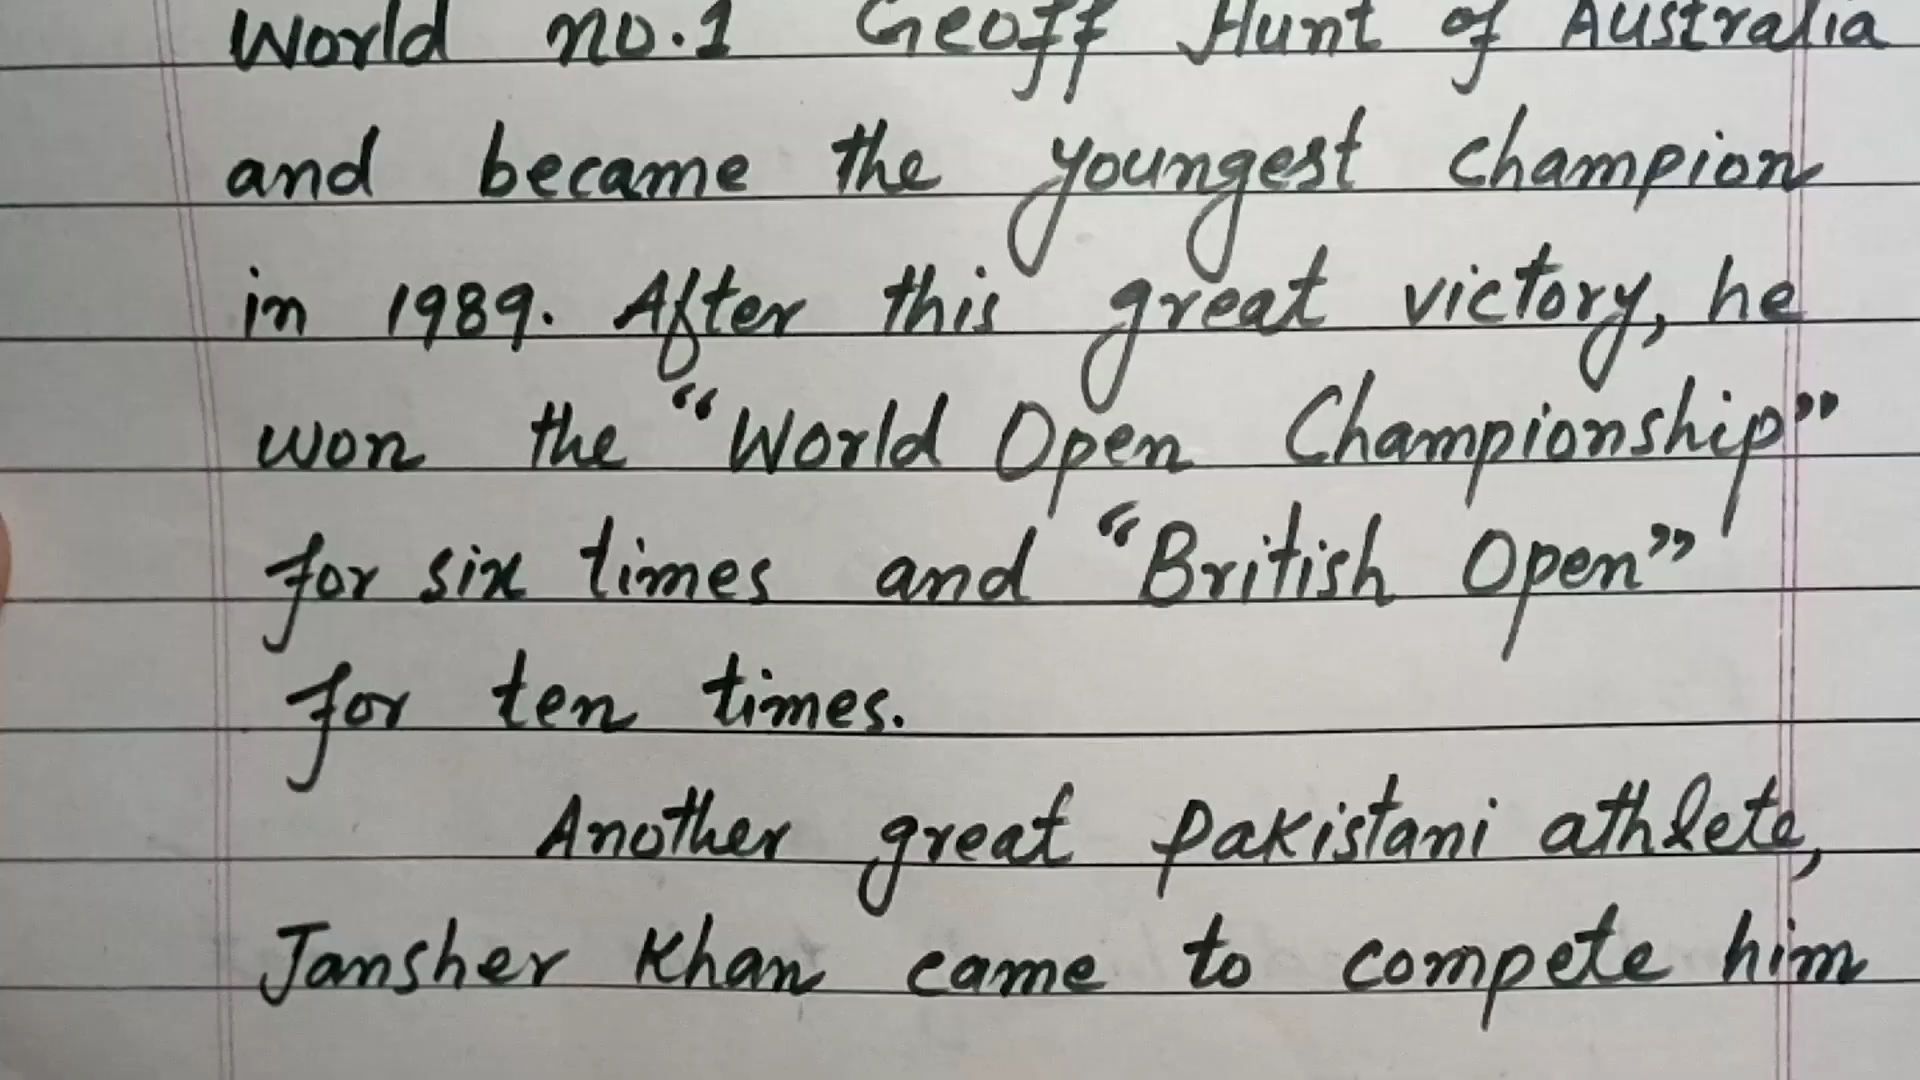 World no.1 Geoff Hunt of Australia
and became the youngest champion
in 1989. After this great victory, he
won the “World Open Championship”
for six times and “British Open”
for ten times.
Another great Pakistani athlete,
Jansher Khan came to compete him